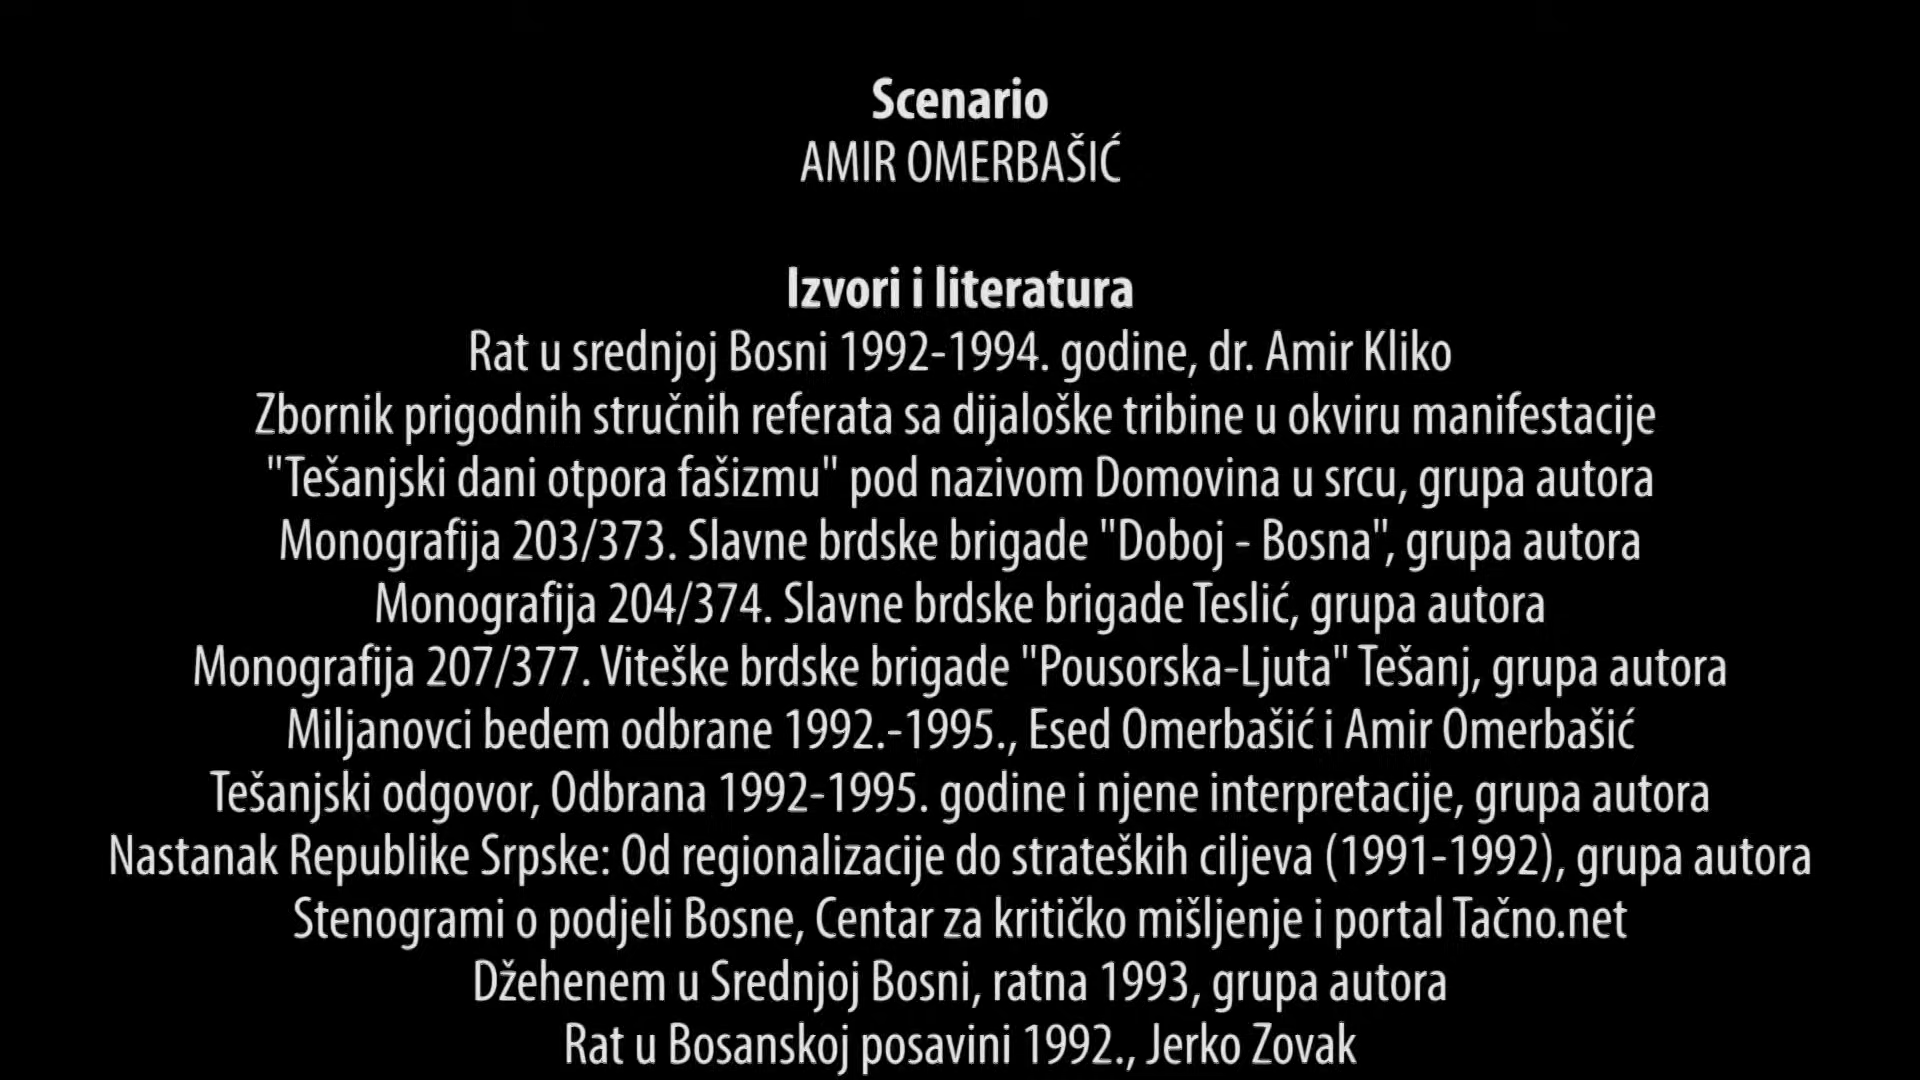 Scenario
AMIR OMERBAŠIĆ
Izvori i literatura
Rat u srednjoj Bosni 1992-1994. godine, dr. Amir Kliko
Zbornik prigodnih stručnih referata sa dijaloške tribine u okviru manifestacije
"Tešanjski dani otpora fašizmu" pod nazivom Domovina u srcu, grupa autora
Monografija 203/373. Slavne brdske brigade "Doboj - Bosna", grupa autora
Monografija 204/374. Slavne brdske brigade Teslić, grupa autora
Monografija 207/377. Viteške brdske brigade "Pousorska-Ljuta" Tešanj, grupa autora
Miljanovci bedem odbrane 1992.-1995., Esed Omerbašić i Amir Omerbašić
Tešanjski odgovor, Odbrana 1992-1995. godine i njene interpretacije, grupa autora
Nastanak Republike Srpske: Od regionalizacije do strateških ciljeva (1991-1992), grupa autora
Stenogrami o podjeli Bosne, Centar za kritičko mišljenje i portal Tačno.net
Džehenem u Srednjoj Bosni, ratna 1993, grupa autora
Rat u Bosanskoj posavini 1992., Jerko Zovak